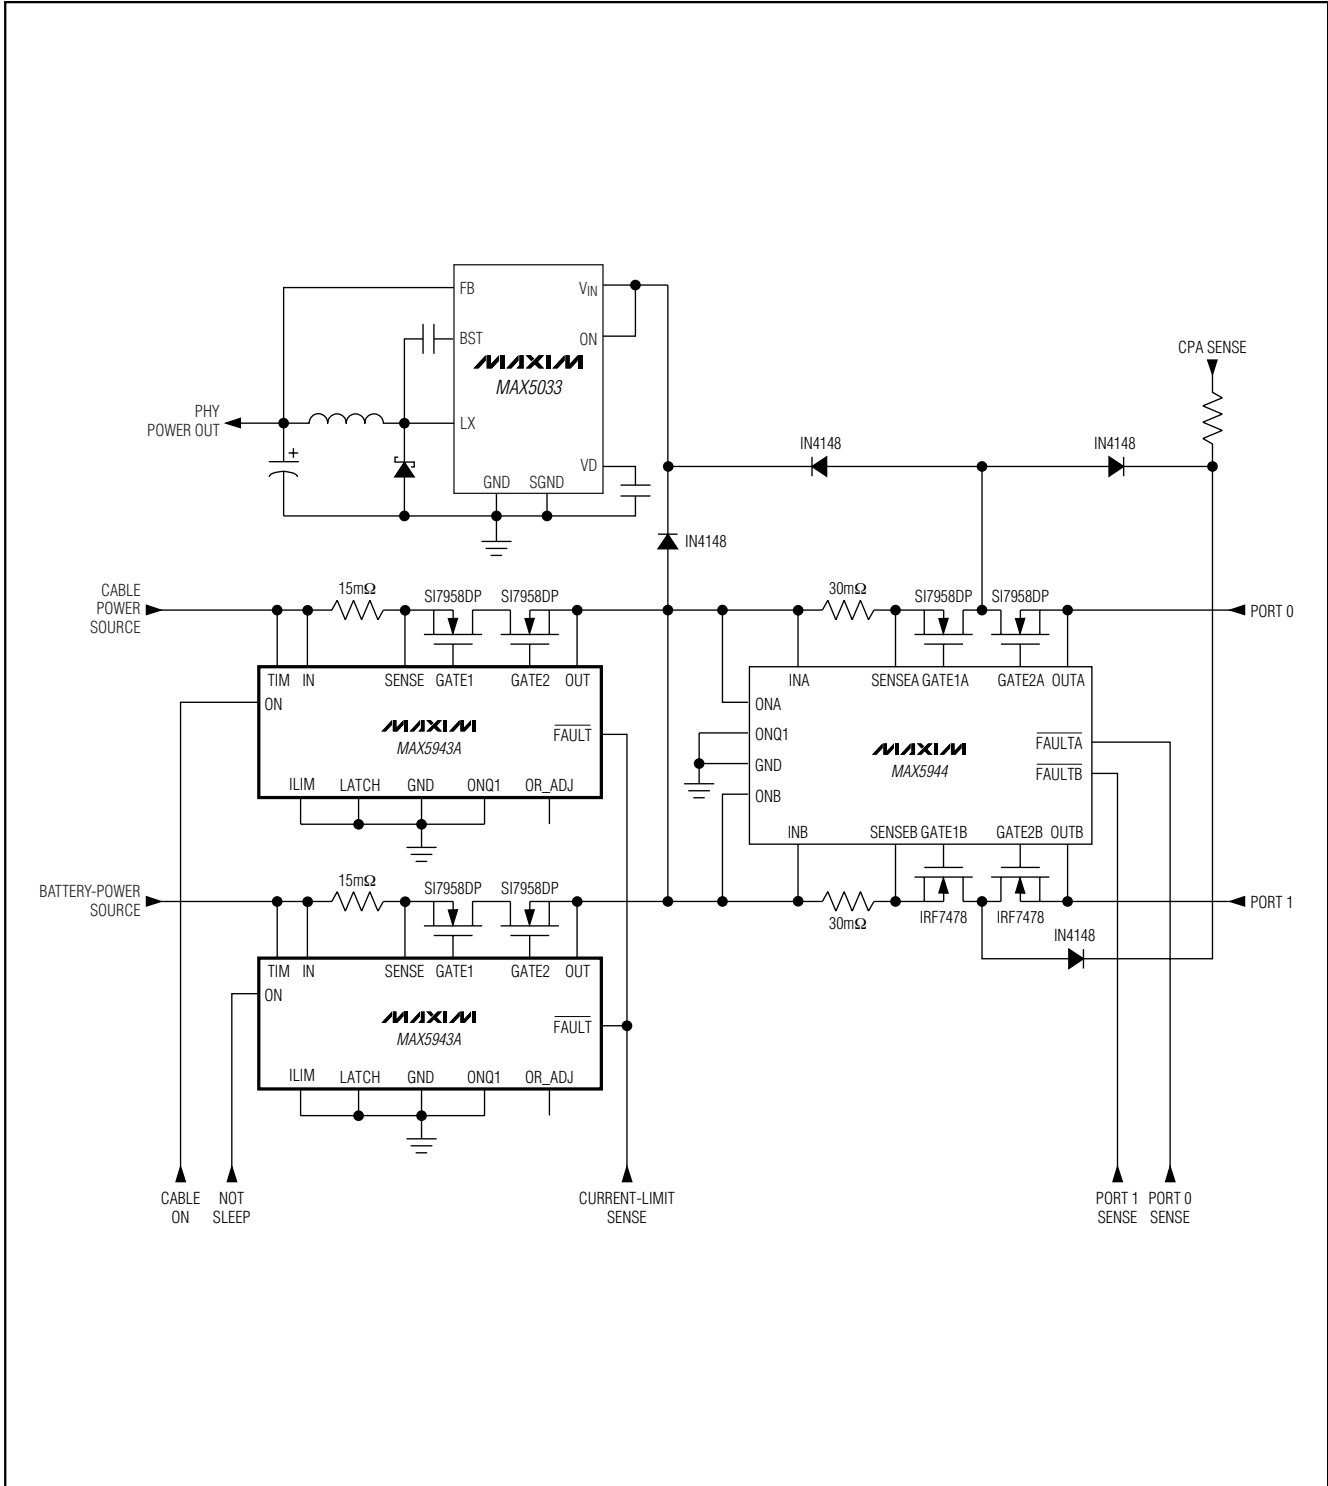 FB
VIN
BST
ON
MAXIM
MAX5033
CPA SENSE
PHY
POWER OUT
LX
IN4148
IN4148
VD
GND
SGND
+
IN4148
CABLE
POWER
SOURCE
15mΩ
SI7958DP
SI7958DP
30mΩ
SI7958DP
SI7958DP
PORT 0
TIM
IN
SENSE
GATE1
GATE2
OUT
ON
MAXIM
MAX5943A
FAULT
ILIM
LATCH
GND
ONQ1
OR_ADJ
INA
SENSEA
GATE1A
GATE2A
OUTA
ONA
ONQ1
GND
ONB
MAXIM
MAX5944
FAULTA
FAULTB
INB
SENSEB
GATE1B
GATE2B
OUTB
BATTERY-POWER
SOURCE
15mΩ
SI7958DP
SI7958DP
30mΩ
IRF7478
IRF7478
PORT 1
IN4148
TIM
IN
SENSE
GATE1
GATE2
OUT
ON
MAXIM
MAX5943A
FAULT
ILIM
LATCH
GND
ONQ1
OR_ADJ
CABLE
ON
NOT
SLEEP
CURRENT-LIMIT
SENSE
PORT 1
SENSE
PORT 0
SENSE